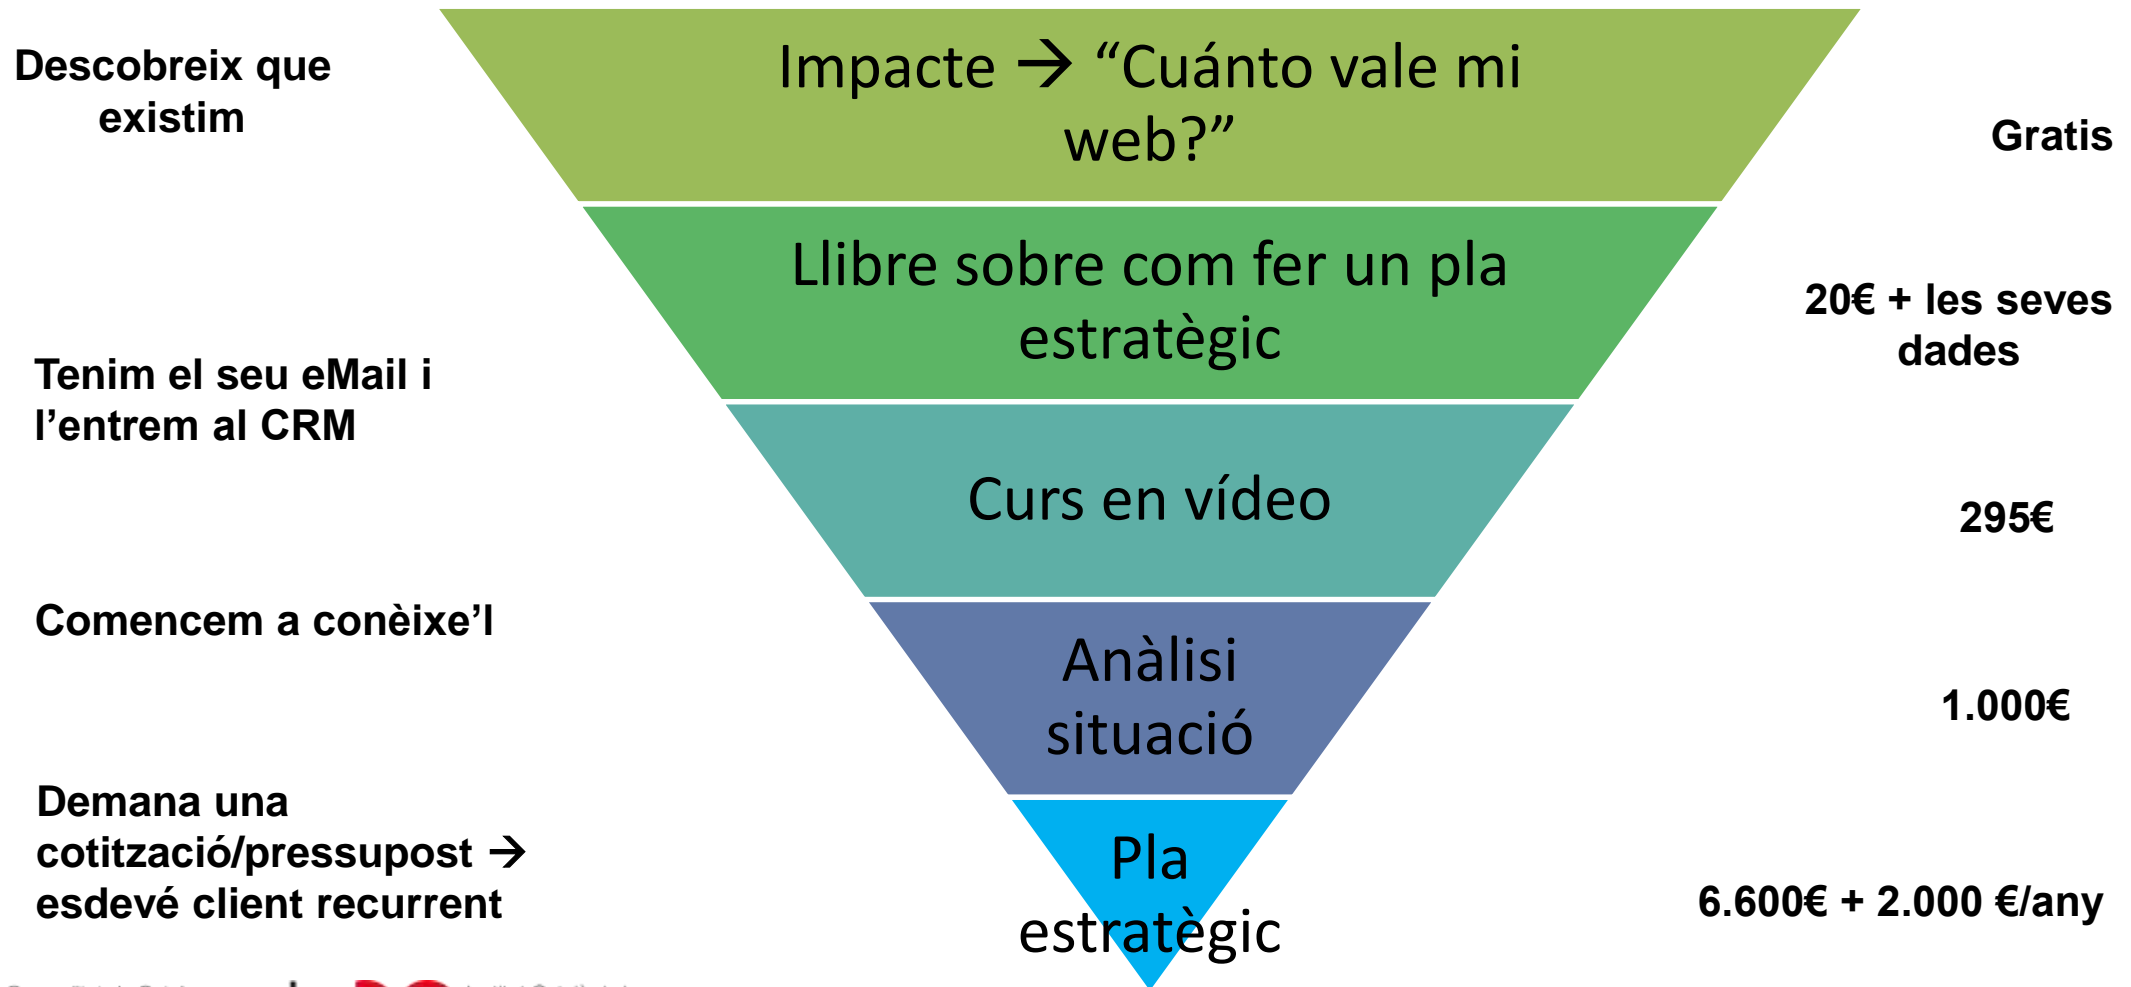 Descobreix que
existim
Impacte → “Cuánto vale mi
web?”
Gratis
Llibre sobre com fer un pla
estratègic
20€ + les seves
dades
Tenim el seu eMail i
l’entrem al CRM
Curs en vídeo
295€
Comencem a conèixe’l
Anàlisi
situació
1.000€
Demana una
cotització/pressupost →
esdevé client recurrent
Pla
estratègic
6.600€ + 2.000 €/any